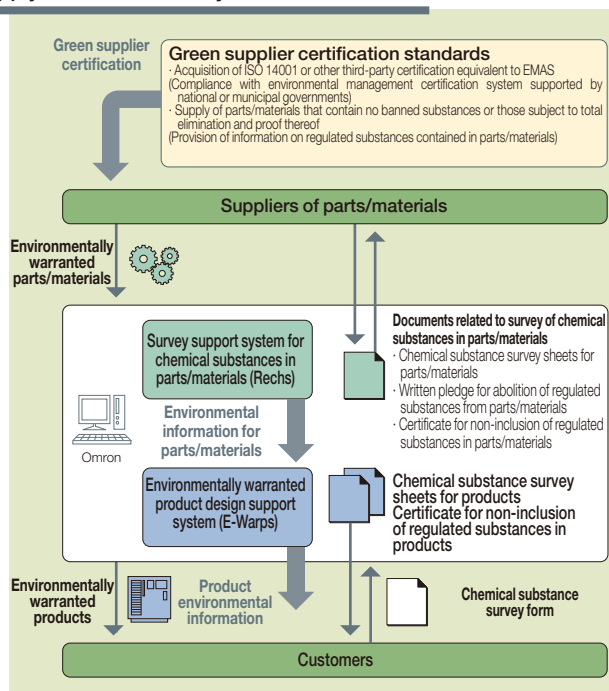 Green supplier
certification
Green supplier certification standards
· Acquisition of ISO 14001 or other third-party certification equivalent to EMAS
(Compliance with environmental management certification system supported by
national or municipal governments)
· Supply of parts/materials that contain no banned substances or those subject to total
elimination and proof thereof
(Provision of information on regulated substances contained in parts/materials)
Suppliers of parts/materials
Environmentally
warranted
parts/materials
Survey support system for
chemical substances in
parts/materials (Rechs)
Documents related to survey of chemical
substances in parts/materials
· Chemical substance survey sheets for
parts/materials
· Written pledge for abolition of regulated
substances from parts/materials
· Certificate for non-inclusion of regulated
substances in parts/materials
Omron
Environmental
information for
parts/materials
Environmentally warranted
product design support
system (E-Warps)
Chemical substance survey
sheets for products
Certificate for non-inclusion
of regulated substances in
products
Environmentally
warranted
products
Product
environmental
information
Chemical substance
survey form
Customers